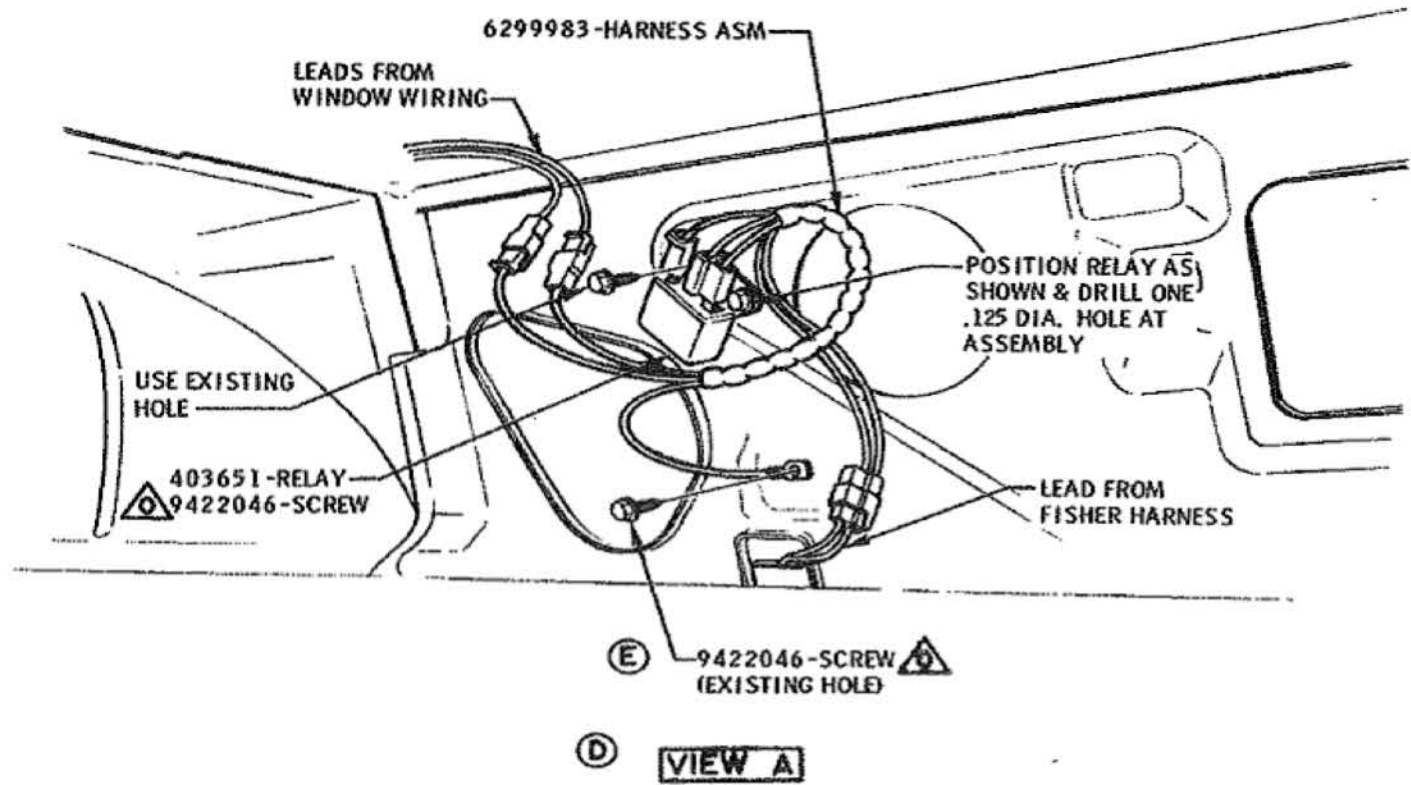 6299983-HARNESS ASM
LEADS FROM
WINDOW WIRING
POSITION RELAY AS
SHOWN & DRILL ONE
.125 DIA. HOLE AT
ASSEMBLY
USE EXISTING
HOLE
403651-RELAY
9422046-SCREW
LEAD FROM
FISHER HARNESS
E
9422046-SCREW
(EXISTING HOLE)
D
VIEW A